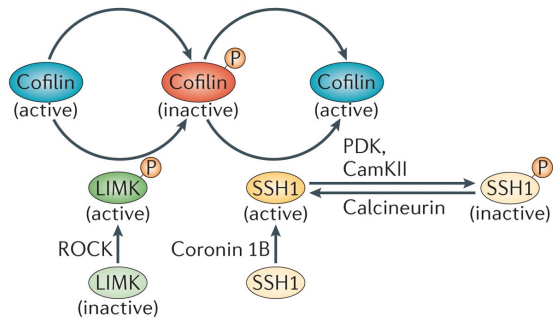 P
Cofilin
(active)
Cofilin
(inactive)
Cofilin
(active)
P
LIMK
(active)
SSH1
(active)
PDK,
CamKII
Calcineurin
P
SSH1
(inactive)
ROCK
Coronin 1B
LIMK
(inactive)
SSH1